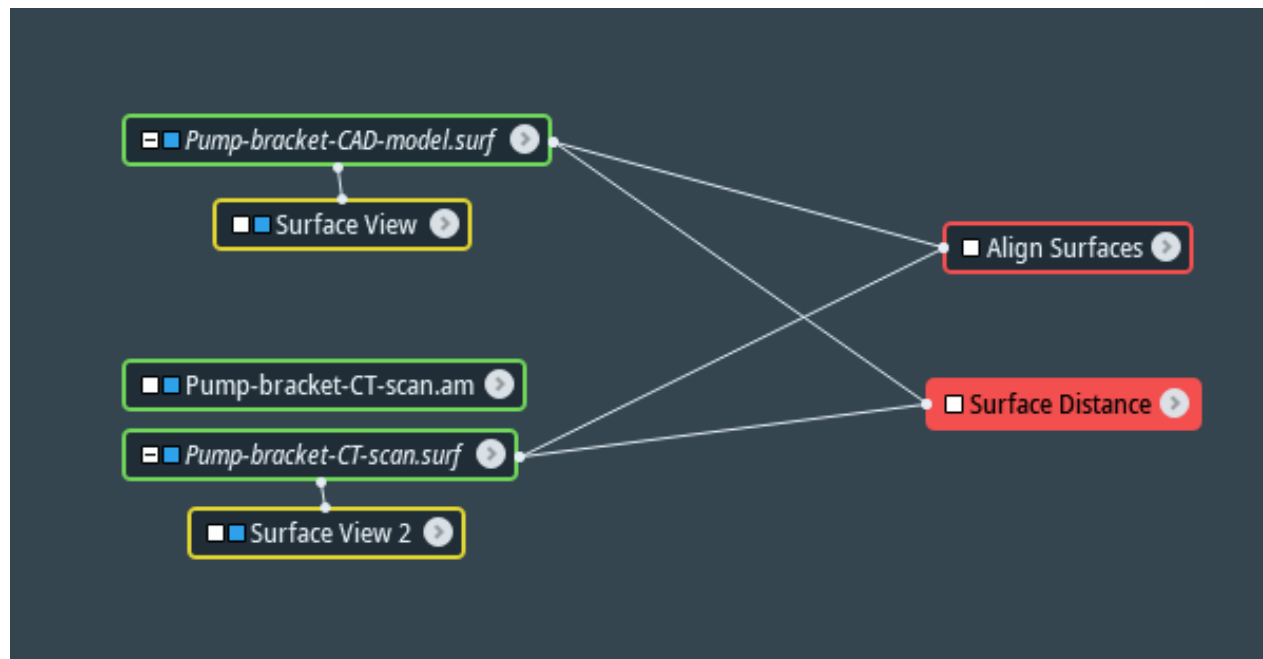 Pump-bracket-CAD-model.surf
Surface View
Align Surfaces
Pump-bracket-CT-scan.am
Surface Distance
Pump-bracket-CT-scan.surf
Surface View 2